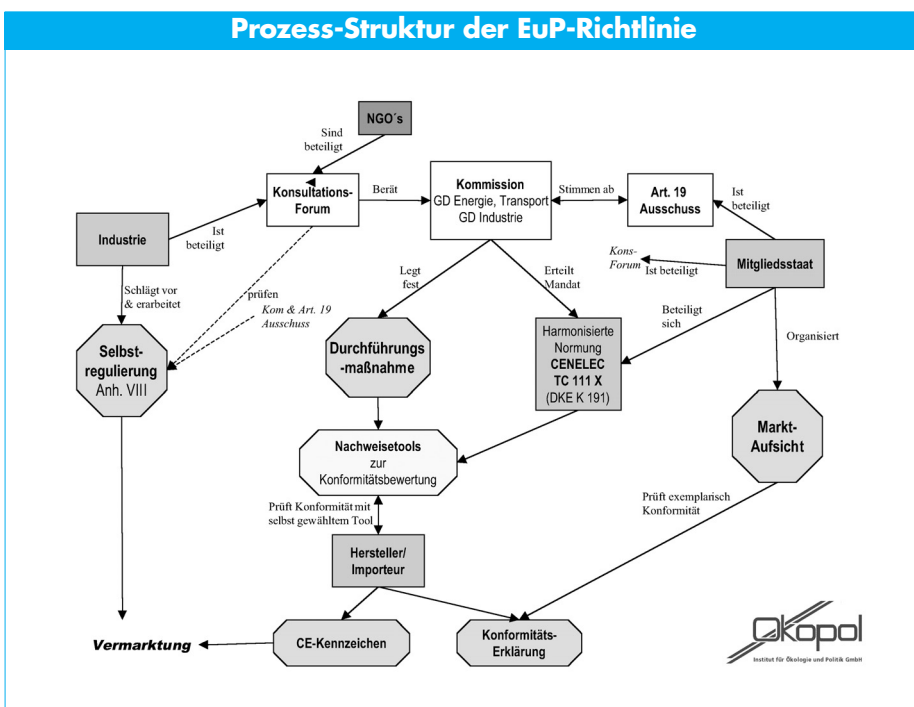 Prozess-Struktur der EuP-Richtlinie
NGO´s
Sind
beteiligt
Konsultations-
Forum
Berät
Kommission
GD Energie, Transport
GD Industrie
Stimmen ab
Art. 19
Ausschuss
Ist
beteiligt
Industrie
Ist
beteiligt
Kons-
Forum
Ist beteiligt
Mitgliedsstaat
Schlägt vor
& erarbeitet
prüfen
Kom & Art. 19
Ausschuss
Legt
fest
Erteilt
Mandat
Beteiligt
sich
Organisiert
Selbst-
regulierung
Anh. VIII
Durchführungs
-maßnahme
Harmonisierte
Normung
CENELEC
TC 111 X
(DKE K 191)
Markt-
Aufsicht
Nachweisetools
zur
Konformitätsbewertung
Prüft Konformität mit
selbst gewähltem Tool
Prüft exemplarisch
Konformität
Hersteller/
Importeur
Vermarktung
CE-Kennzeichen
Konformitäts-
Erklärung
Ökopol
Institut für Ökologie und Politik GmbH